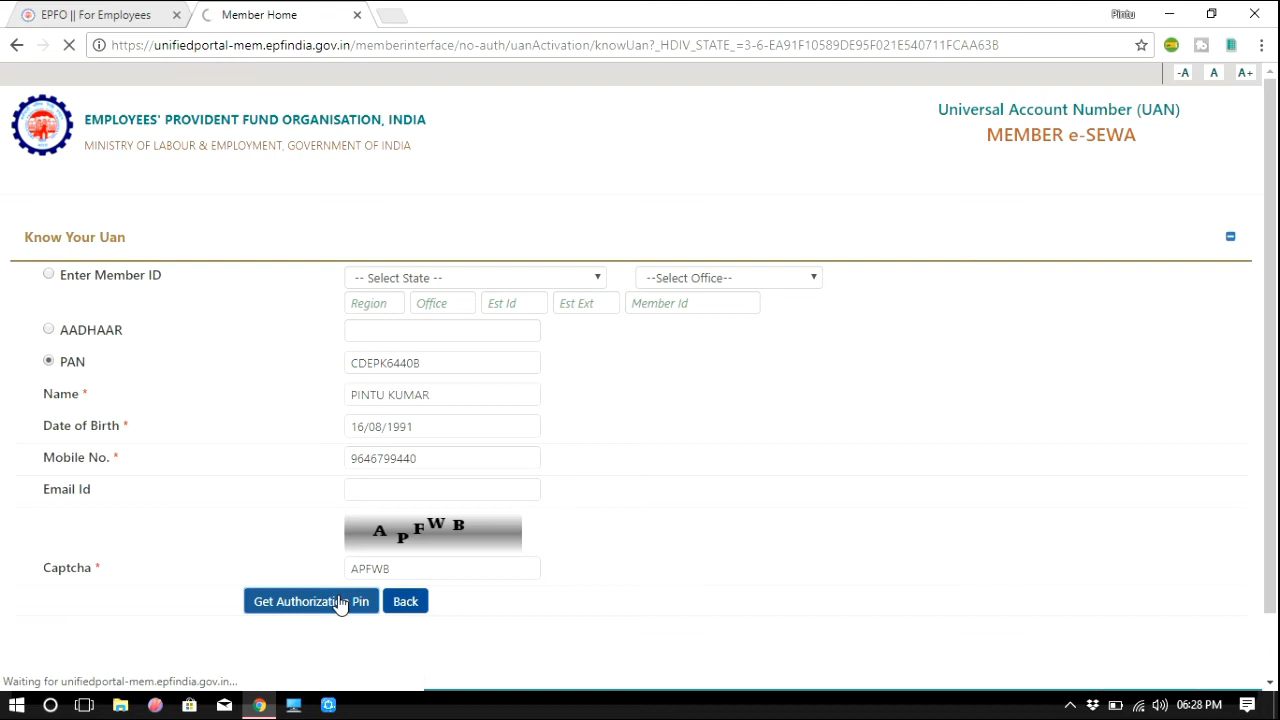 EPFO || For Employees
Member Home
Pintu
https://unifiedportal-mem.epfindia.gov.in/memberinterface/no-auth/uanActivation/knowUan?_HDIV_STATE_=3-6-EA91F10589DE95F021E540711FCAA63B
-A A A+
EMPLOYEES' PROVIDENT FUND ORGANISATION, INDIA
MINISTRY OF LABOUR & EMPLOYMENT, GOVERNMENT OF INDIA
Universal Account Number (UAN)
MEMBER e-SEWA
Know Your Uan
Enter Member ID -- Select State -- --Select Office--
Region Office Est Id Est Ext Member Id
AADHAAR
PAN CDEPK6440B
Name * PINTU KUMAR
Date of Birth * 16/08/1991
Mobile No. * 9646799440
Email Id
A P F W B
Captcha * APFWB
Get Authorization Pin Back
Waiting for unifiedportal-mem.epfindia.gov.in...
06:28 PM